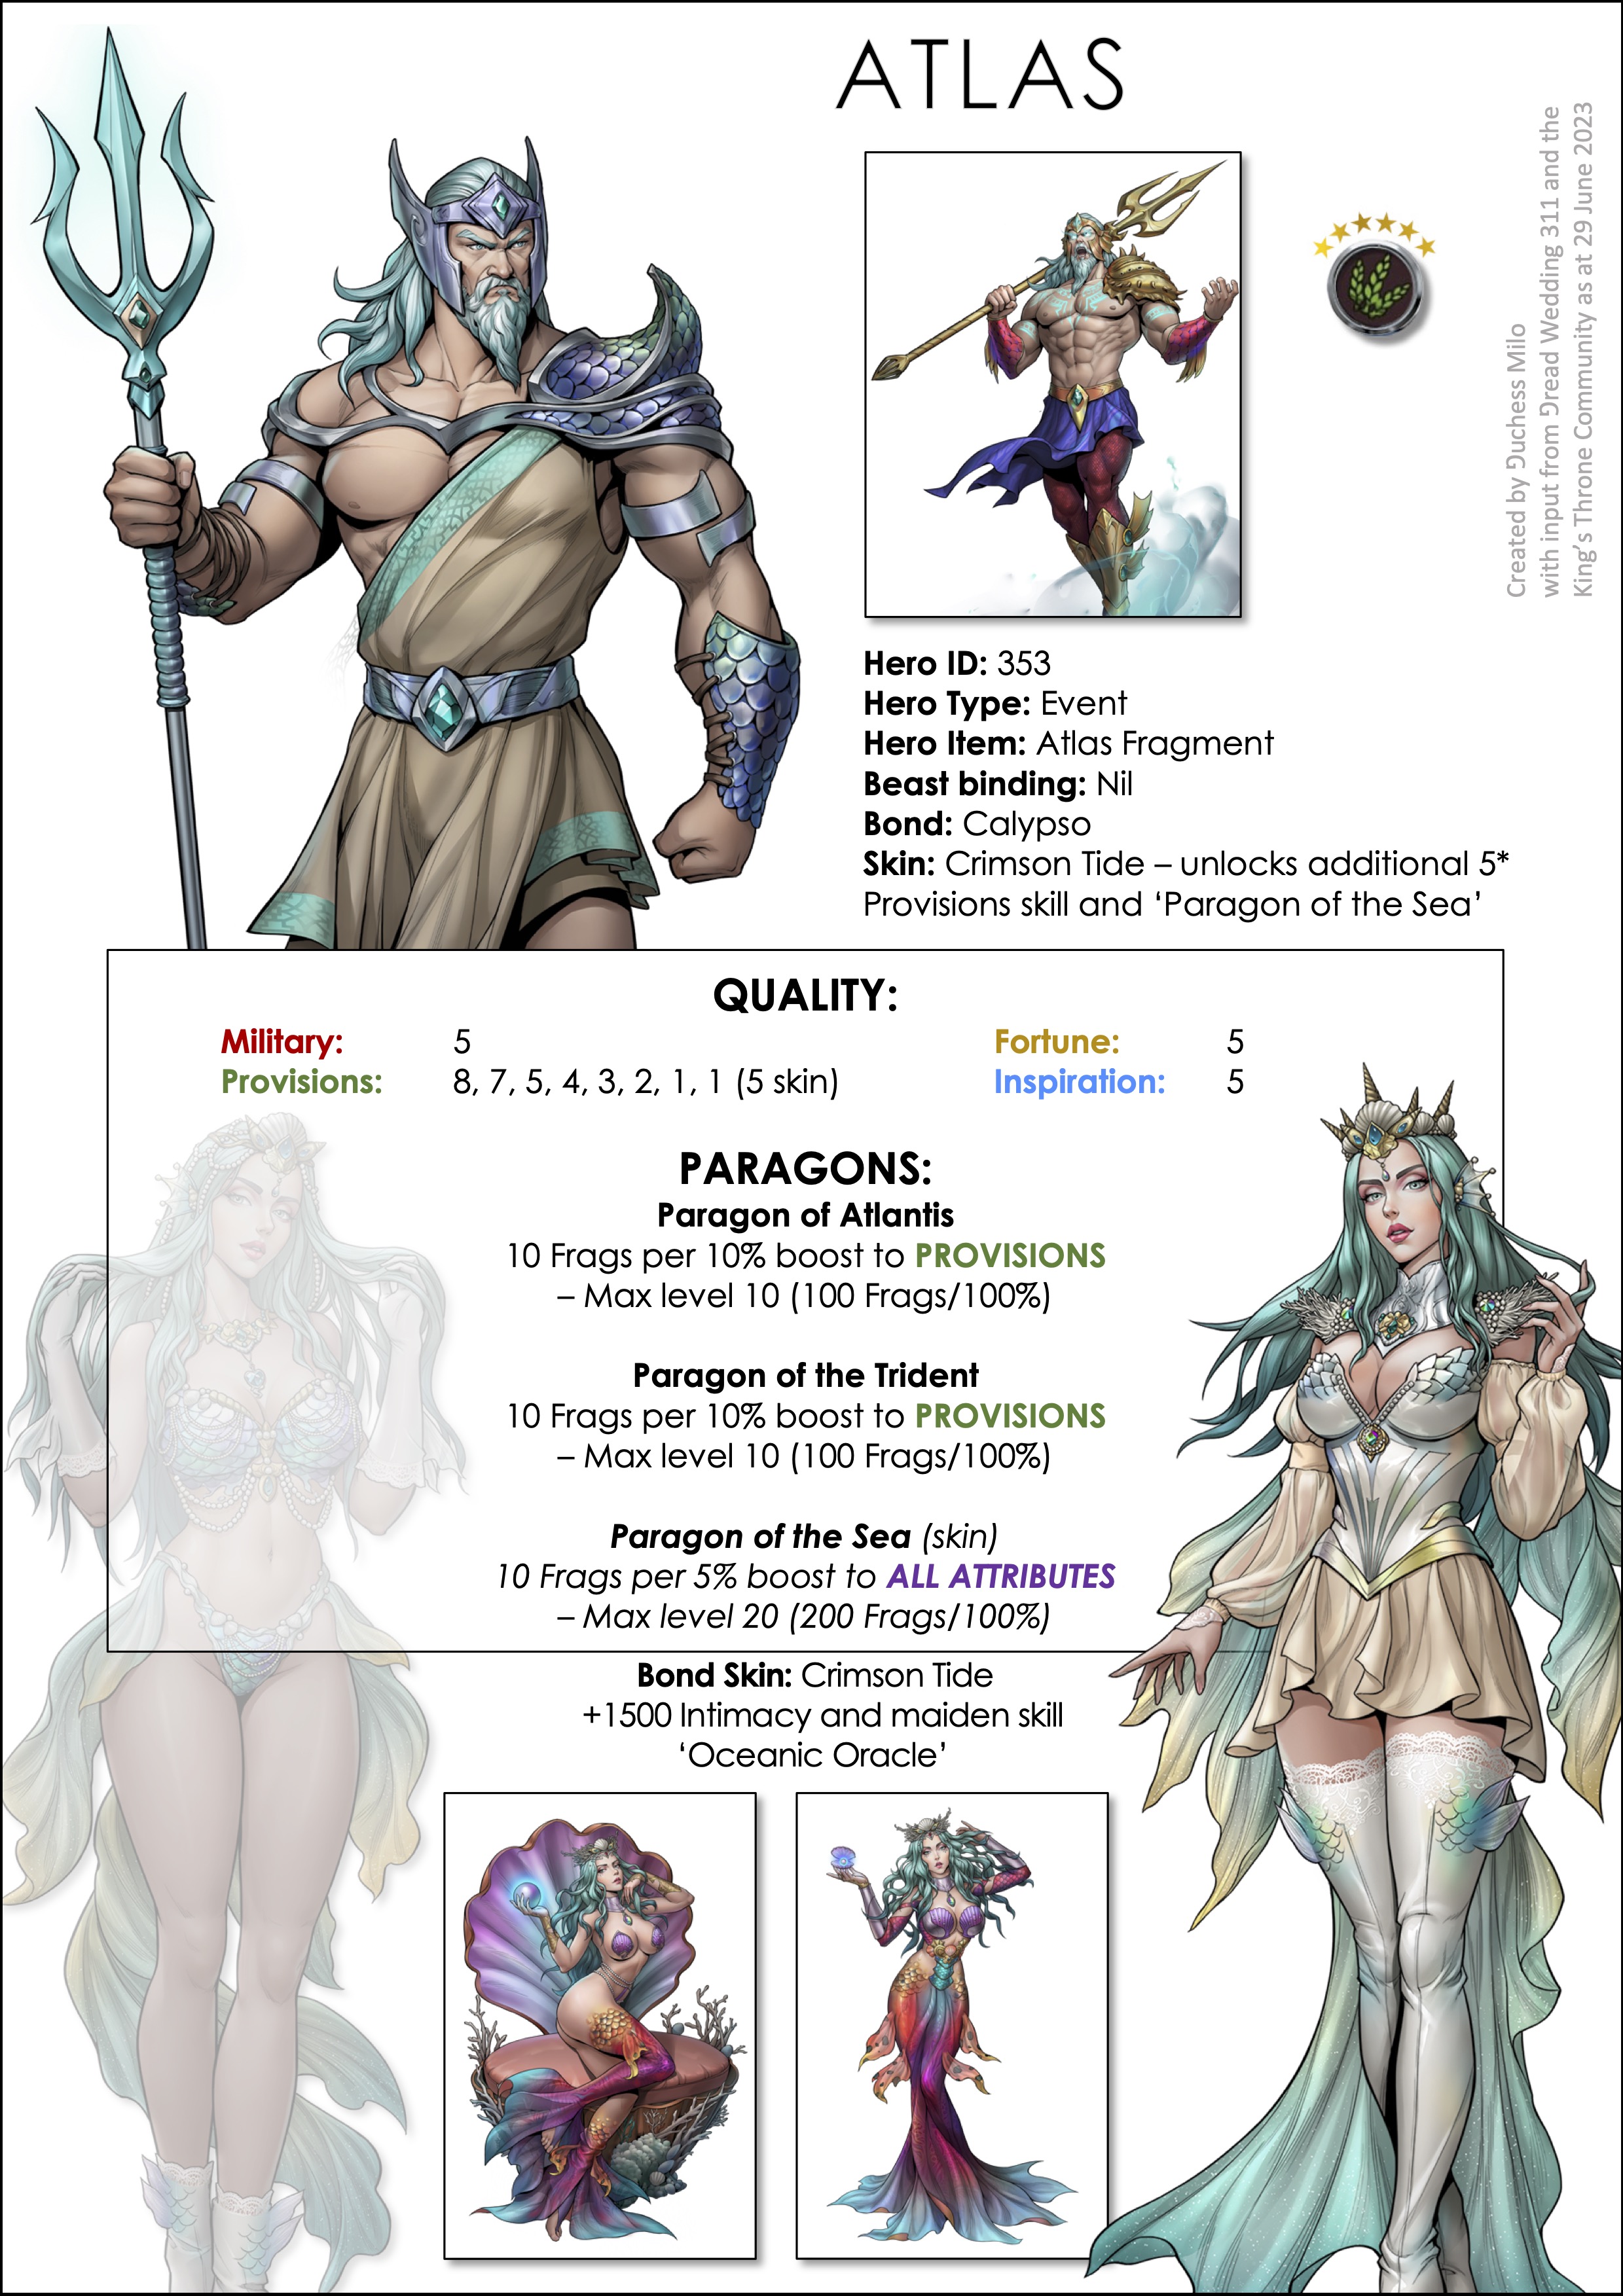 ATLAS
Created by Duchess Milo
with input from Dread Wedding 311 and the
King's Throne Community as at 29 June 2023
Hero ID: 353
Hero Type: Event
Hero Item: Atlas Fragment
Beast binding: Nil
Bond: Calypso
Skin: Crimson Tide – unlocks additional 5*
Provisions skill and ‘Paragon of the Sea’
QUALITY:
Military: 5 Fortune: 5
Provisions: 8, 7, 5, 4, 3, 2, 1, 1 (5 skin) Inspiration: 5
PARAGONS:
Paragon of Atlantis
10 Frags per 10% boost to PROVISIONS
– Max level 10 (100 Frags/100%)
Paragon of the Trident
10 Frags per 10% boost to PROVISIONS
– Max level 10 (100 Frags/100%)
Paragon of the Sea (skin)
10 Frags per 5% boost to ALL ATTRIBUTES
– Max level 20 (200 Frags/100%)
Bond Skin: Crimson Tide
+1500 Intimacy and maiden skill
‘Oceanic Oracle’